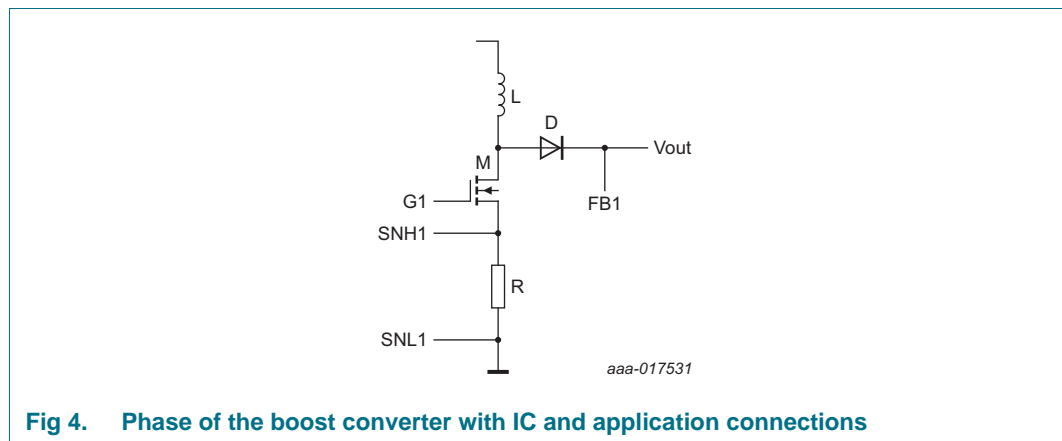 L
D
Vout
M
FB1
G1
SNH1
R
SNL1
aaa-017531
Fig 4. Phase of the boost converter with IC and application connections